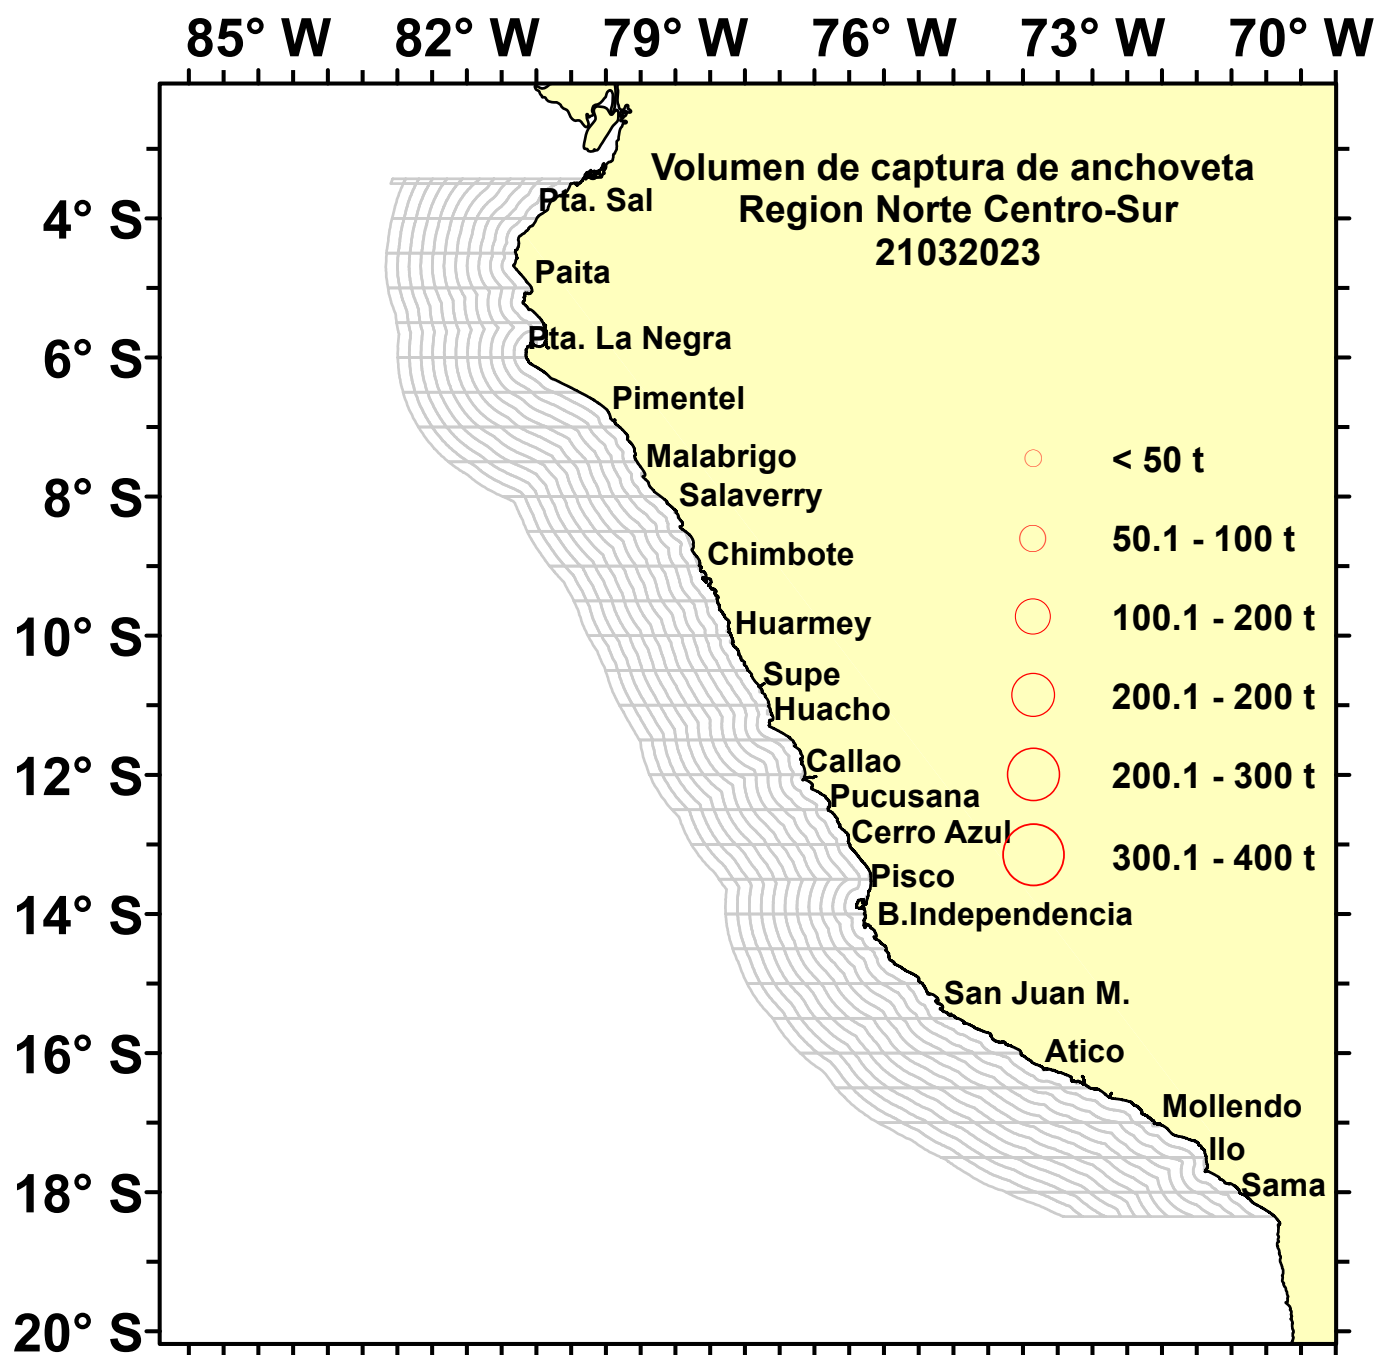 85° W 82° W 79° W 76° W 73° W 70° W
Volumen de captura de anchoveta
Region Norte Centro-Sur
21032023
4° S
6° S
8° S
10° S
12° S
14° S
16° S
18° S
20° S
Pta. Sal
Paita
Pta. La Negra
Pimentel
Malabrigo
Salaverry
Chimbote
Huarmey
Supe
Huacho
Callao
Pucusana
Cerro Azul
Pisco
B.Independencia
San Juan M.
Atico
Mollendo
Ilo
Sama
< 50 t
50.1 - 100 t
100.1 - 200 t
200.1 - 200 t
200.1 - 300 t
300.1 - 400 t